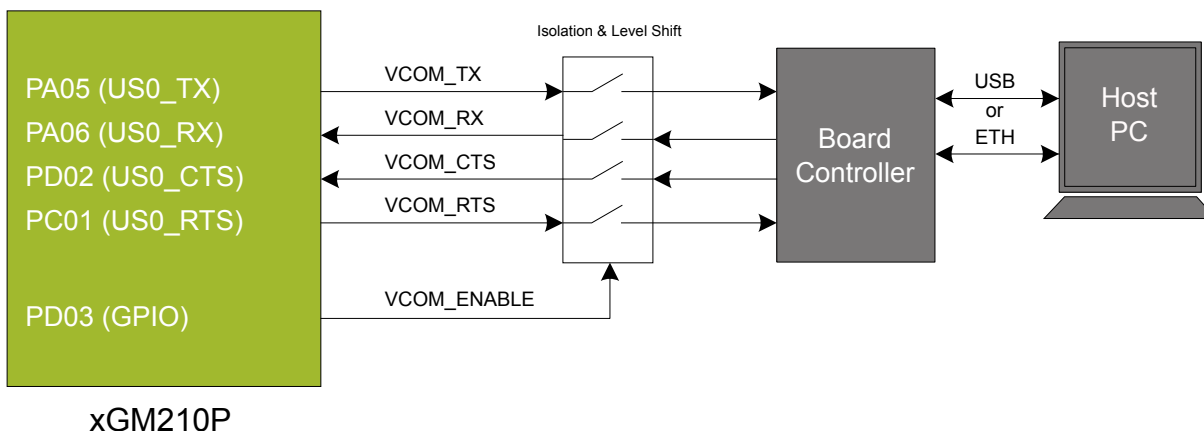 Isolation & Level Shift
PA05 (US0_TX)
VCOM_TX
PA06 (US0_RX)
VCOM_RX
PD02 (US0_CTS)
VCOM_CTS
PC01 (US0_RTS)
VCOM_RTS
PD03 (GPIO)
VCOM_ENABLE
Board
Controller
USB
or
ETH
Host
PC
xGM210P